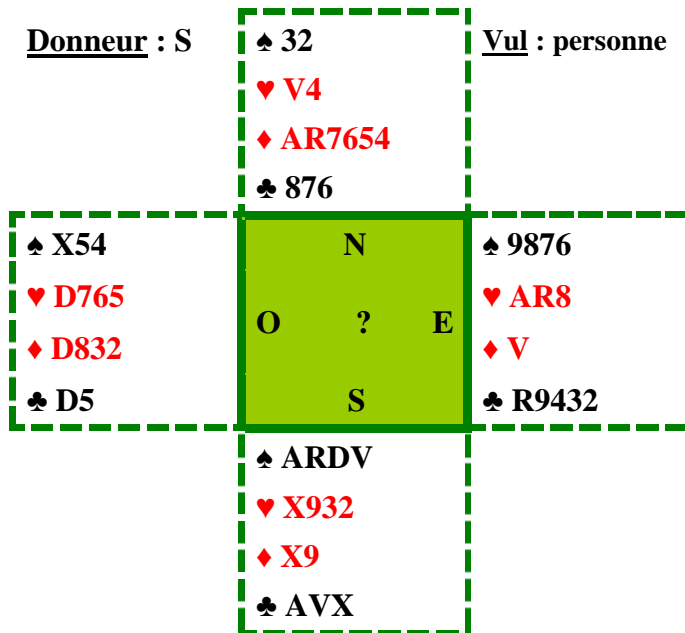 Donneur : S
Vul : personne
♠ 32
♥ V4
♦ AR7654
♣ 876
♠ X54
♥ D765
♦ D832
♣ D5
N
O ? E
S
♠ 9876
♥ AR8
♦ V
♣ R9432
♠ ARDV
♥ X932
♦ X9
♣ AVX